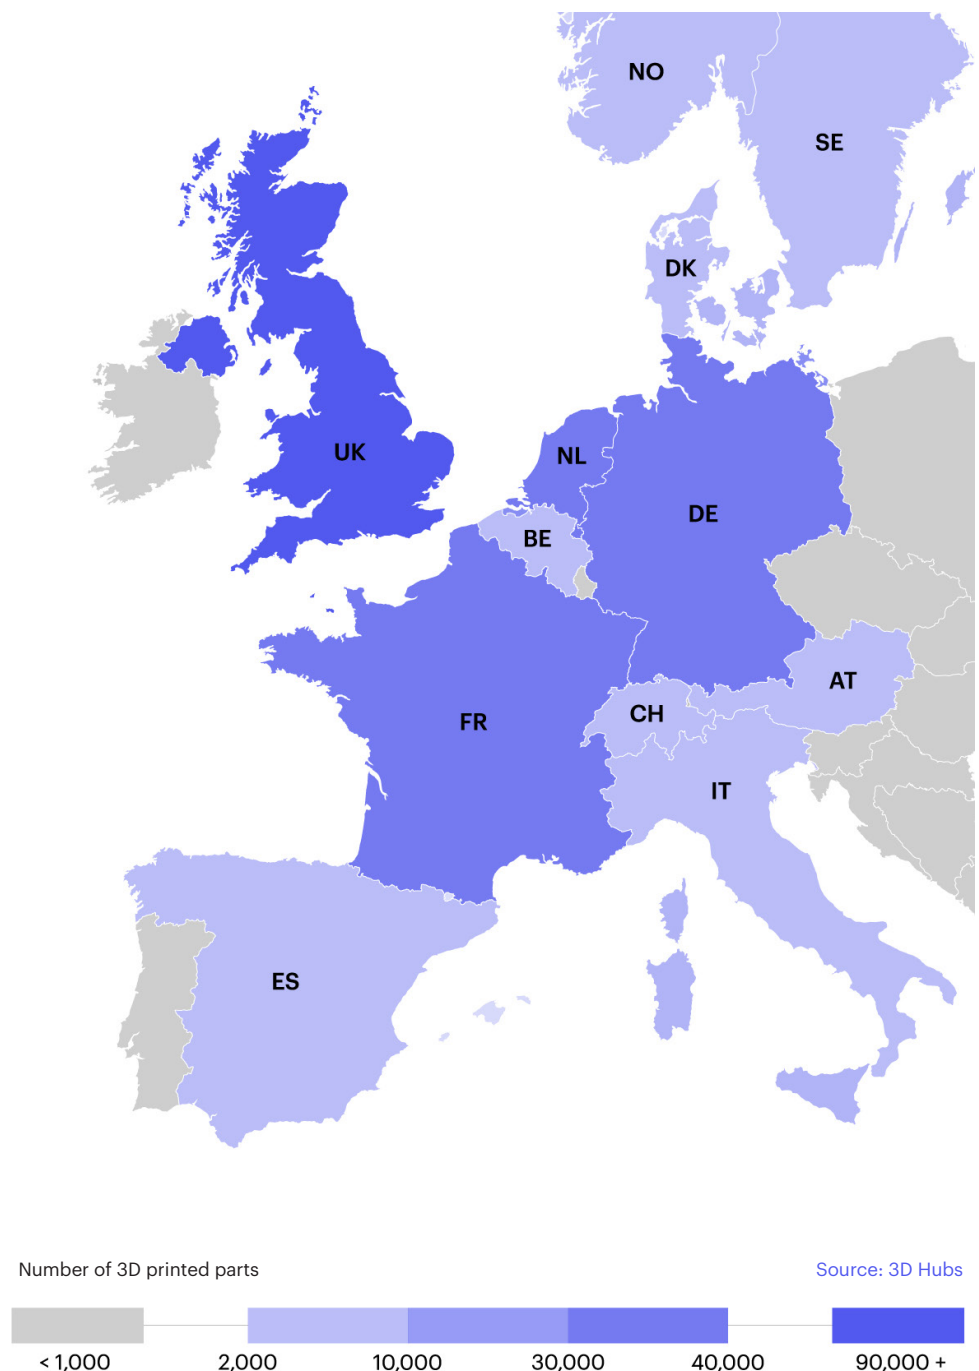 NO
SE
DK
UK
NL
DE
BE
AT
CH
FR
IT
ES
Number of 3D printed parts
Source: 3D Hubs
< 1,000
2,000
10,000
30,000
40,000
90,000 +